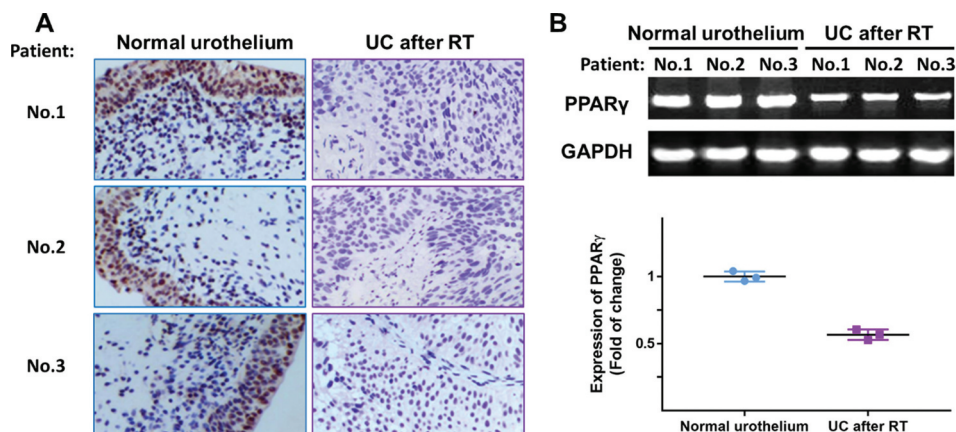 A
Patient:
Normal urothelium
UC after RT
No.1
No.2
No.3
B
Normal urothelium UC after RT
Patient: No.1 No.2 No.3 No.1 No.2 No.3
PPARγ
GAPDH
Expression of PPARγ
(Fold of change)
1
0.5
Normal urothelium UC after RT